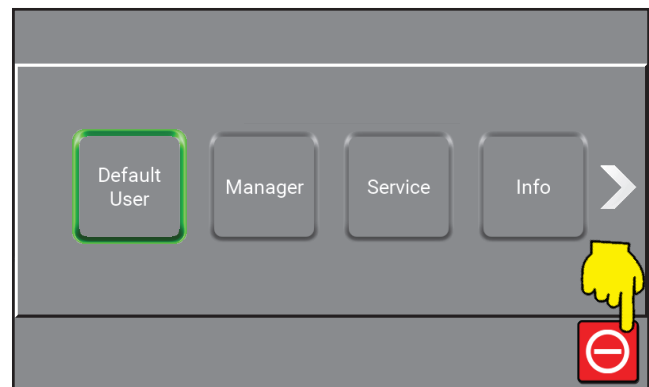 Default
User
Manager
Service
Info